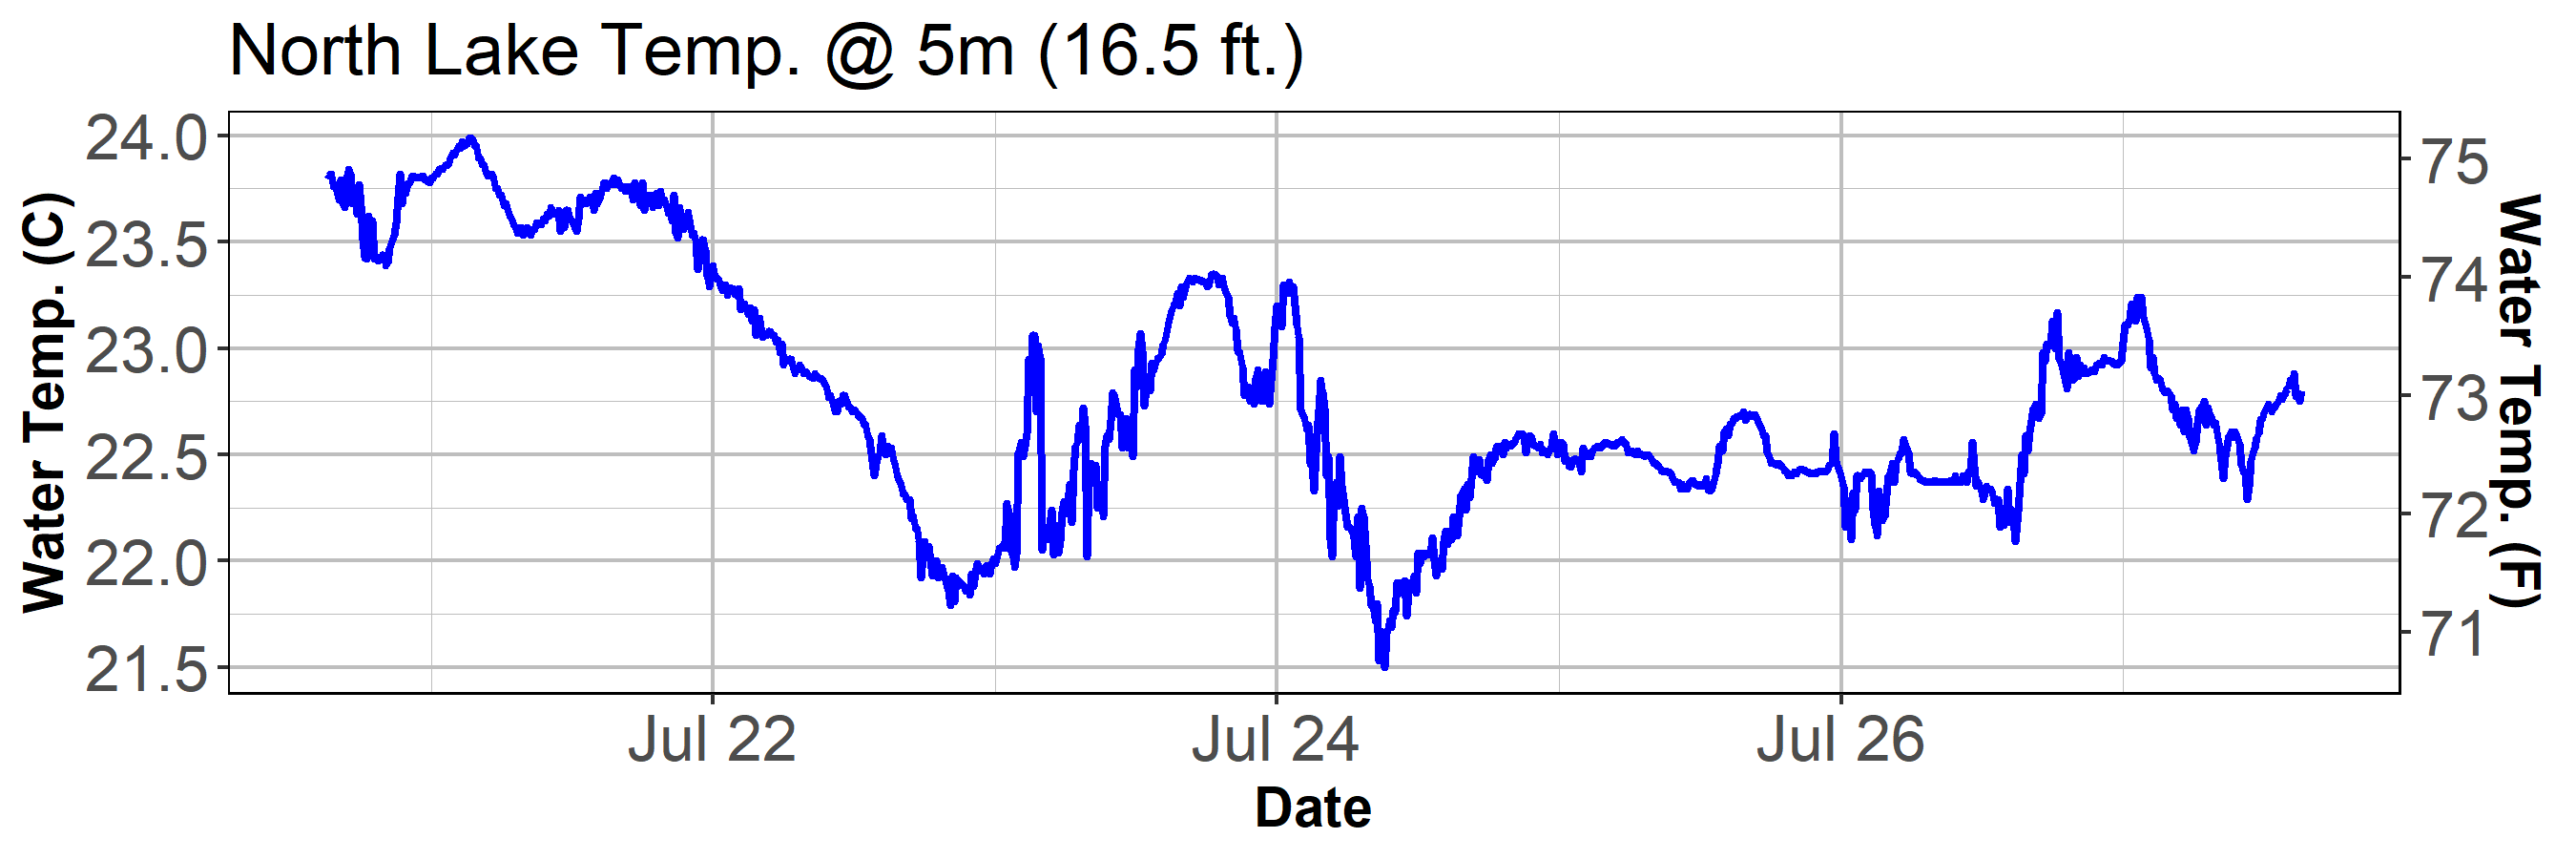 North Lake Temp. @ 5m (16.5 ft.)
Water Temp. (C)
24.0
23.5
23.0
22.5
22.0
21.5
75
74
73
72
71
Water Temp. (F)
Jul 22 Jul 24 Jul 26
Date